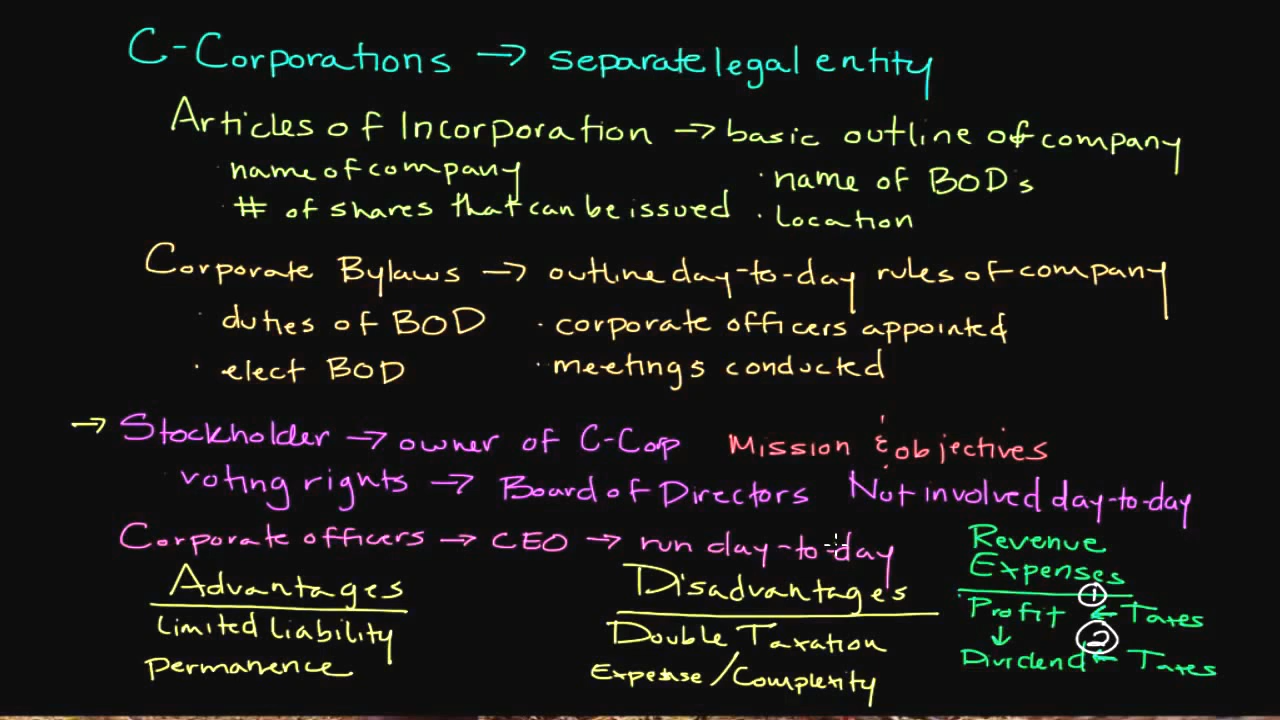 C-Corporations → separate legal entity
Articles of Incorporation → basic outline of company
· name of company
· name of BODs
· # of shares that can be issued
· Location
Corporate Bylaws → outline day-to-day rules of company
· duties of BOD
· corporate officers appointed
· elect BOD
· meetings conducted
→ Stockholder → owner of C-Corp
Mission & objectives
voting rights → Board of Directors
Not involved day-to-day
Corporate officers → CEO → run day-to-day
Advantages
Limited Liability
permanence
Disadvantages
Double Taxation
Expense/Complexity
Revenue
Expenses
Profit ① ← Taxes
↓
Dividend ② ← Taxes